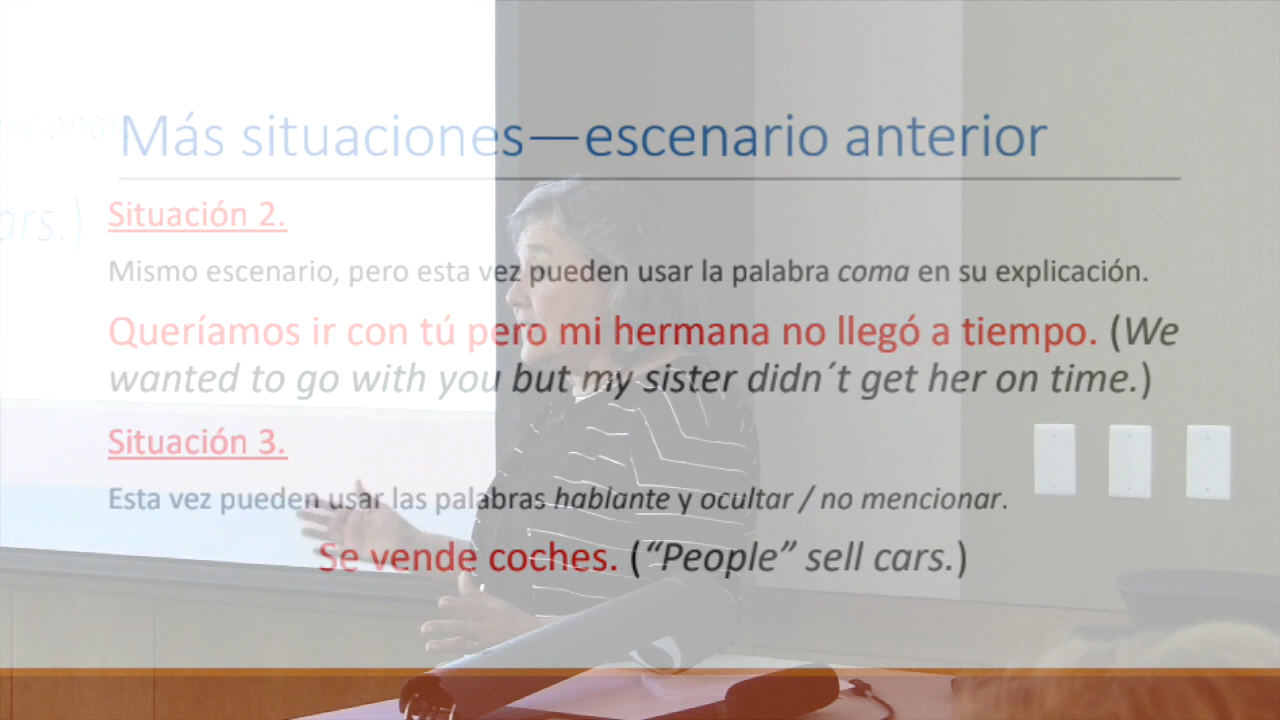 Más situaciones—escenario anterior
Situación 2.
Mismo escenario, pero esta vez pueden usar la palabra coma en su explicación.
Queríamos ir con tú pero mi hermana no llegó a tiempo. (We
wanted to go with you but my sister didn´t get her on time.)
Situación 3.
Esta vez pueden usar las palabras hablante y ocultar / no mencionar.
Se vende coches. (“People” sell cars.)
ars.)